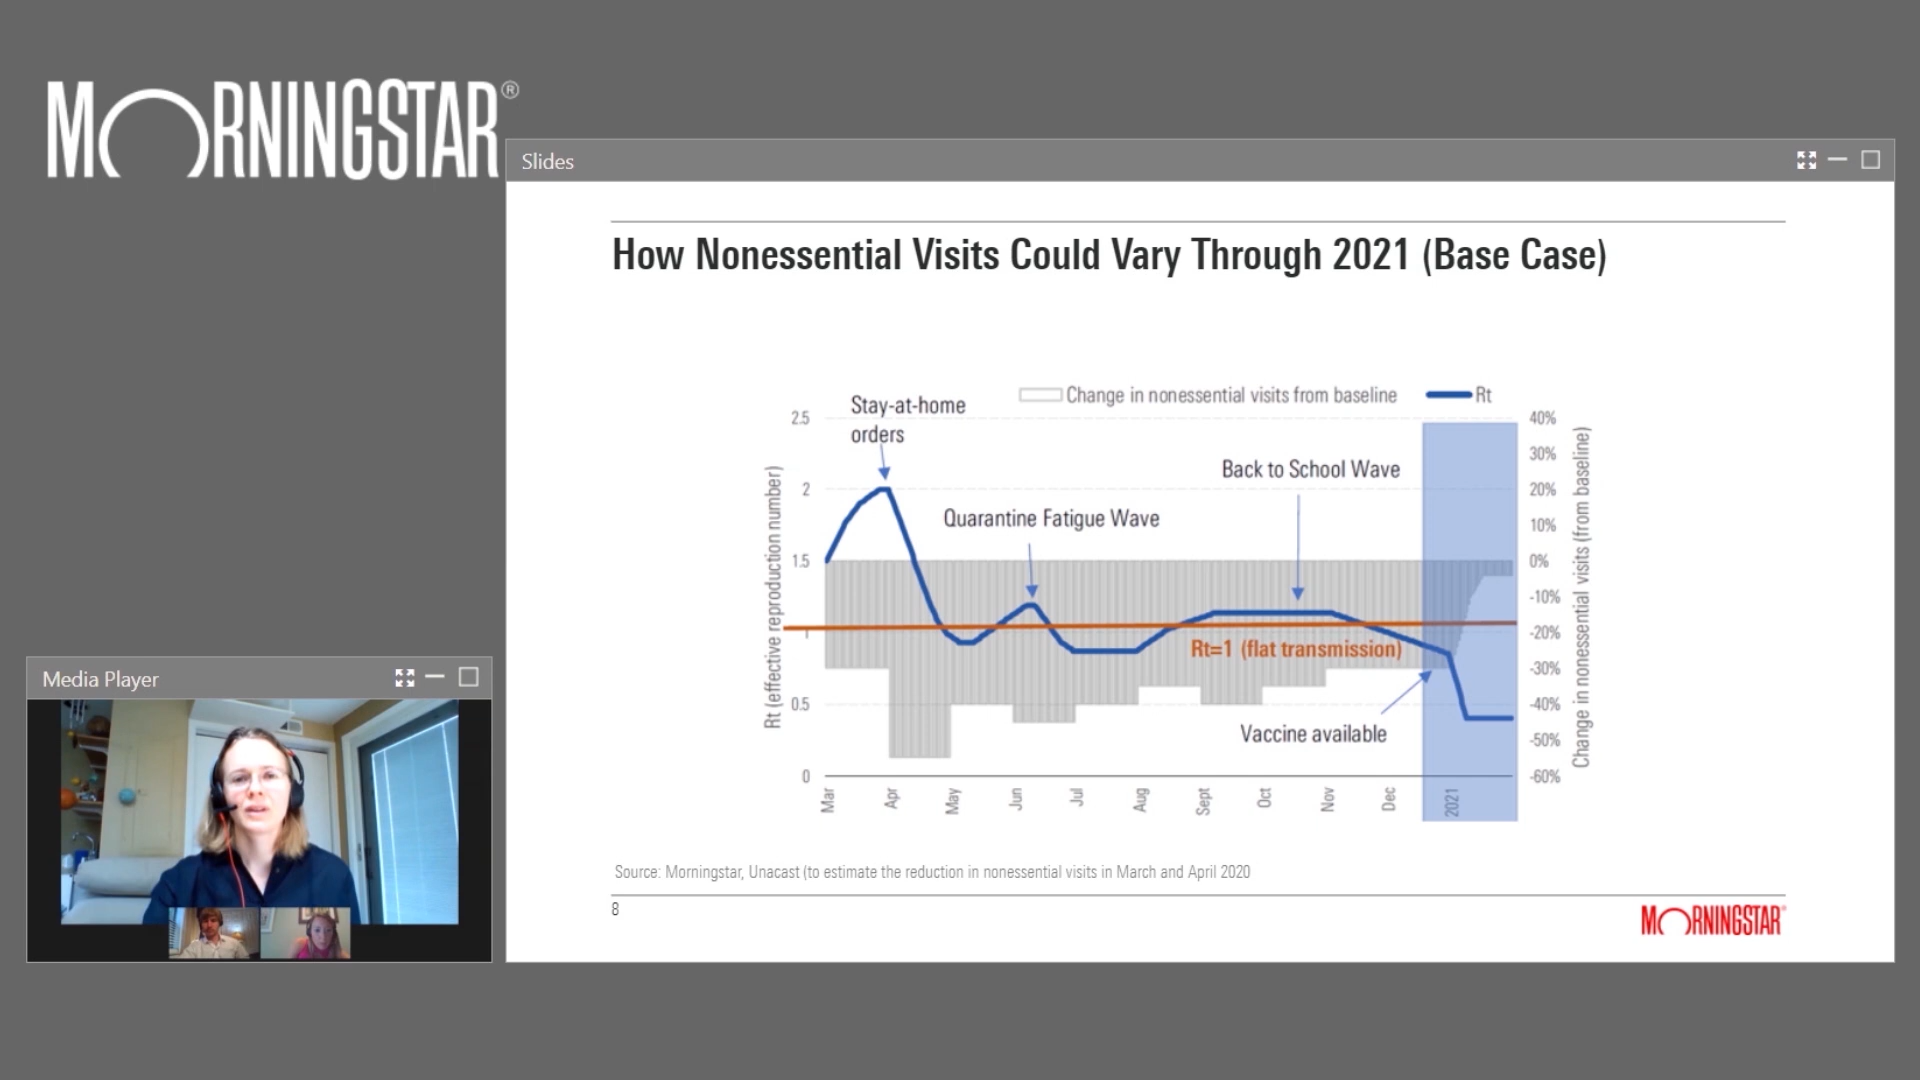 MORNINGSTAR®
Slides
How Nonessential Visits Could Vary Through 2021 (Base Case)
Change in nonessential visits from baseline
Rt
Stay-at-home
orders
Quarantine Fatigue Wave
Back to School Wave
Rt=1 (flat transmission)
Vaccine available
Rt (effective reproduction number)
2.5
2
1.5
1
0.5
0
40%
30%
20%
10%
0%
-10%
-20%
-30%
-40%
-50%
-60%
Change in nonessential visits (from baseline)
Mar
Apr
May
Jun
Jul
Aug
Sept
Oct
Nov
Dec
2021
Source: Morningstar, Unacast (to estimate the reduction in nonessential visits in March and April 2020
8
MORNINGSTAR®
Media Player